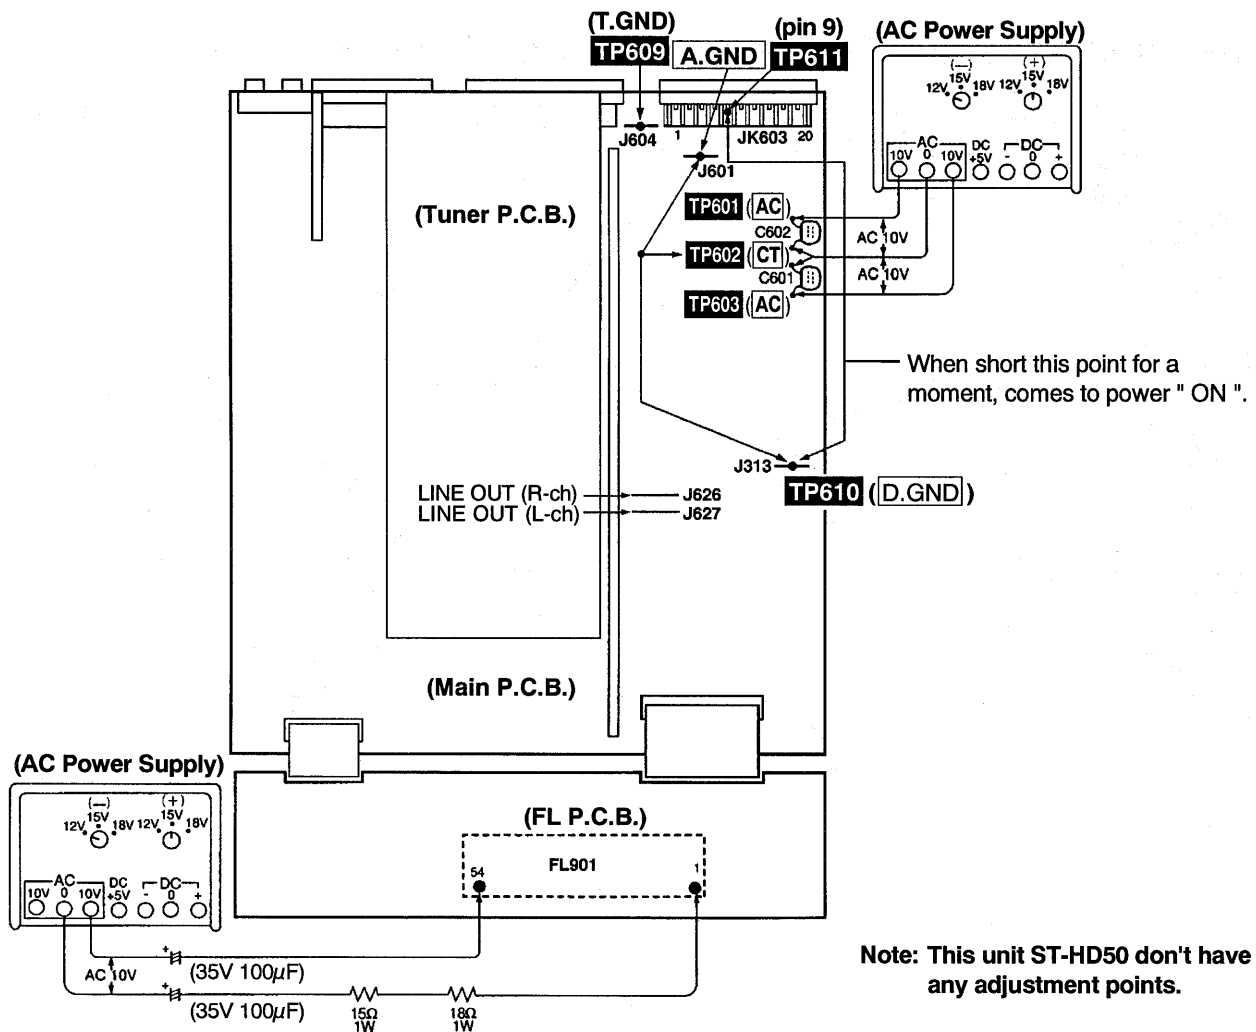 (T.GND)
TP609
A.GND
(pin 9)
TP611
(AC Power Supply)
(−)
15V
12V
18V
(+)
15V
12V
18V
AC
10V 0 10V
DC
+5V
DC
- 0 +
1
JK603
20
J604
J601
(Tuner P.C.B.)
TP601 (AC)
C602
AC 10V
TP602 (CT)
C601
AC 10V
TP603 (AC)
When short this point for a
moment, comes to power " ON ".
J313
TP610 (D.GND)
LINE OUT (R-ch)
J626
LINE OUT (L-ch)
J627
(Main P.C.B.)
(AC Power Supply)
(−)
15V
12V
18V
(+)
15V
12V
18V
AC
10V 0 10V
DC
+5V
DC
- 0 +
(FL P.C.B.)
FL901
54
1
+
(35V 100µF)
AC 10V
+
(35V 100µF)
15Ω
1W
18Ω
1W
Note: This unit ST-HD50 don't have
any adjustment points.